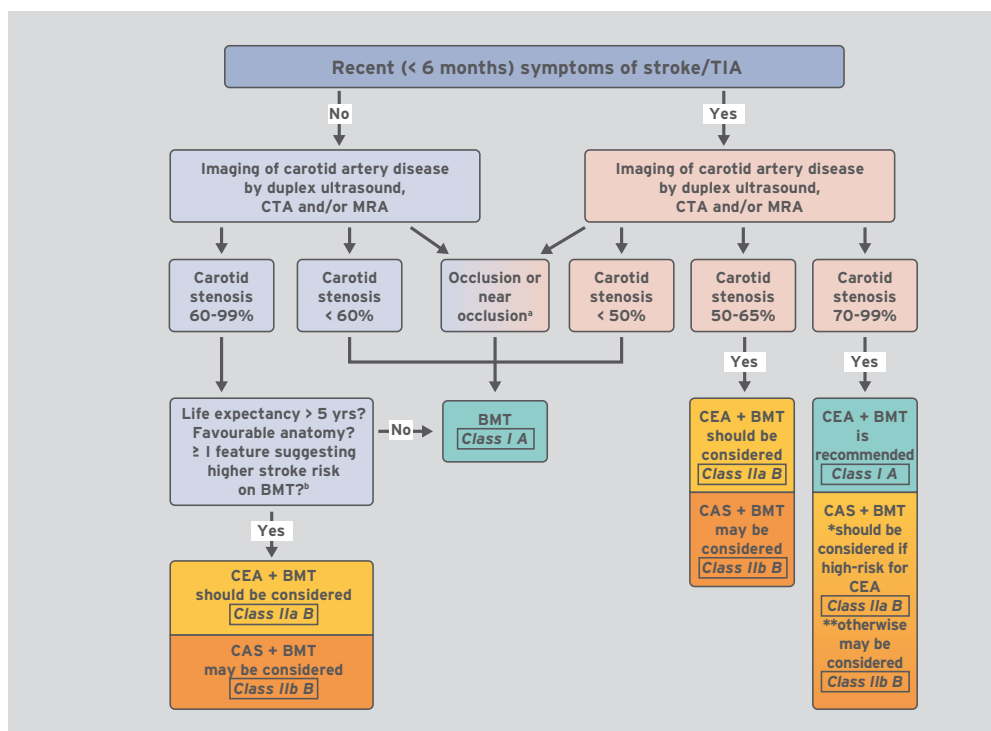 Recent (< 6 months) symptoms of stroke/TIA
No
Yes
Imaging of carotid artery disease
by duplex ultrasound,
CTA and/or MRA
Imaging of carotid artery disease
by duplex ultrasound,
CTA and/or MRA
Carotid
stenosis
60-99%
Carotid
stenosis
< 60%
Occlusion or
near
occlusionᵃ
Carotid
stenosis
< 50%
Carotid
stenosis
50-65%
Carotid
stenosis
70-99%
Yes
Yes
Life expectancy > 5 yrs?
Favourable anatomy?
≥ I feature suggesting
higher stroke risk
on BMT?ᵇ
No
BMT
Class I A
CEA + BMT
should be
considered
Class IIa B
CAS + BMT
may be
considered
Class IIb B
CEA + BMT
is
recommended
Class I A
CAS + BMT
*should be
considered if
high-risk for
CEA
Class IIa B
**otherwise
may be
considered
Class IIb B
Yes
CEA + BMT
should be considered
Class IIa B
CAS + BMT
may be considered
Class IIb B